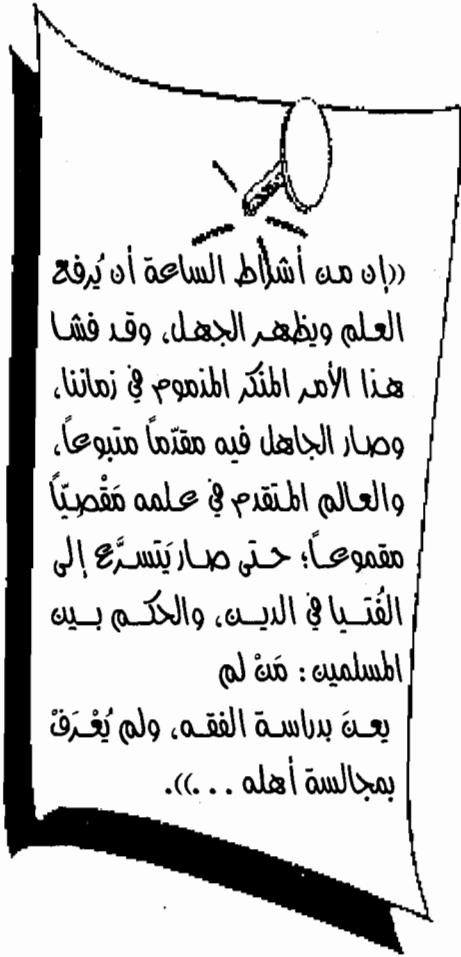 ((إن من أشراط الساعة أن يُرفع
العلم ويظهر الجهل، وقد فشا
هذا الأمر المنكر المذموم في زماننا،
وصار الجاهل فيه مقدّماً متبوعاً،
والعالم المتقدم في علمه مَقْصِيّاً
مقموعاً؛ حتى صار يَتسرَّع إلى
الفُتيا في الدين، والحكم بين
المسلمين : مَنْ لم
يعنَ بدراسة الفقه، ولم يُعْرَفْ
بمجالسة أهله ...)).